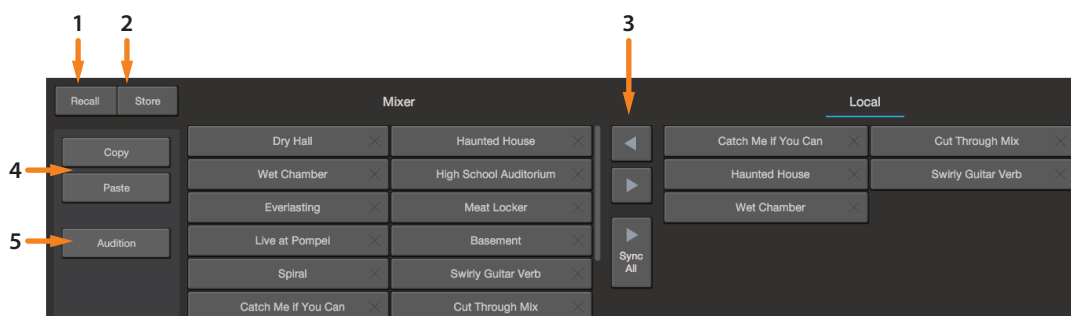 1 2 3
Recall Store Mixer Local
Dry Hall Haunted House Catch Me if You Can Cut Through Mix
Copy
4
Wet Chamber High School Auditorium Haunted House Swirly Guitar Verb
Paste
Everlasting Meat Locker Wet Chamber
5 Audition Live at Pompei Basement
Sync
All
Spiral Swirly Guitar Verb
Catch Me If You Can Cut Through Mix